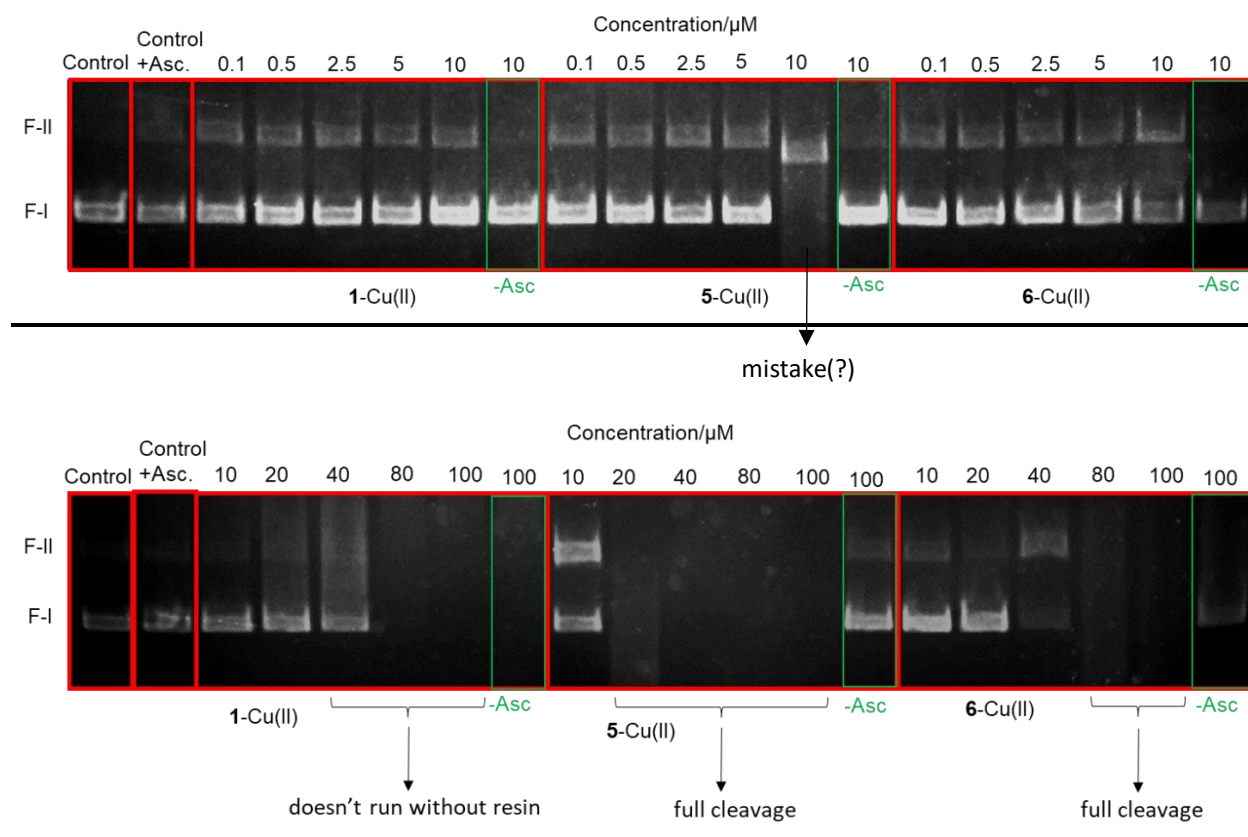 Concentration/µM
Control Control +Asc. 0.1 0.5 2.5 5 10 10 0.1 0.5 2.5 5 10 10 0.1 0.5 2.5 5 10 10
F-II
F-I
1-Cu(II) -Asc 5-Cu(II) -Asc 6-Cu(II) -Asc
mistake(?)
Concentration/µM
Control Control +Asc. 10 20 40 80 100 100 10 20 40 80 100 100 10 20 40 80 100 100
F-II
F-I
1-Cu(II) -Asc 5-Cu(II) -Asc 6-Cu(II) -Asc
doesn't run without resin full cleavage full cleavage